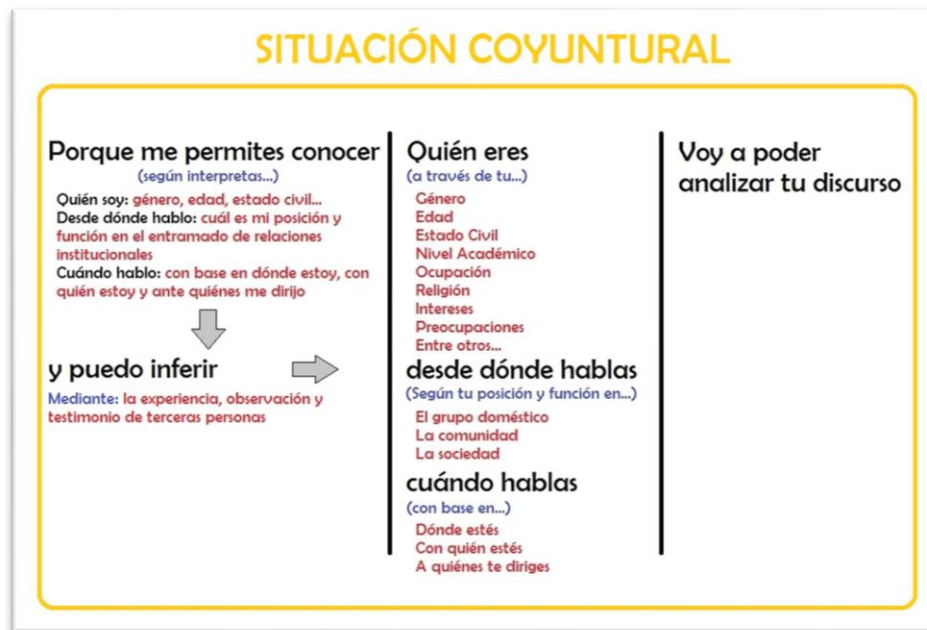 SITUACIÓN COYUNTURAL
Porque me permites conocer
(según interpretas...)
Quién soy: género, edad, estado civil...
Desde dónde hablo: cuál es mi posición y
función en el entramado de relaciones
institucionales
Cuándo hablo: con base en dónde estoy, con
quién estoy y ante quiénes me dirijo
y puedo inferir
Mediante: la experiencia, observación y
testimonio de terceras personas
Quién eres
(a través de tu...)
Género
Edad
Estado Civil
Nivel Académico
Ocupación
Religión
Intereses
Preocupaciones
Entre otros...
desde dónde hablas
(Según tu posición y función en...)
El grupo doméstico
La comunidad
La sociedad
cuándo hablas
(con base en...)
Dónde estés
Con quién estés
A quiénes te diriges
Voy a poder
analizar tu discurso